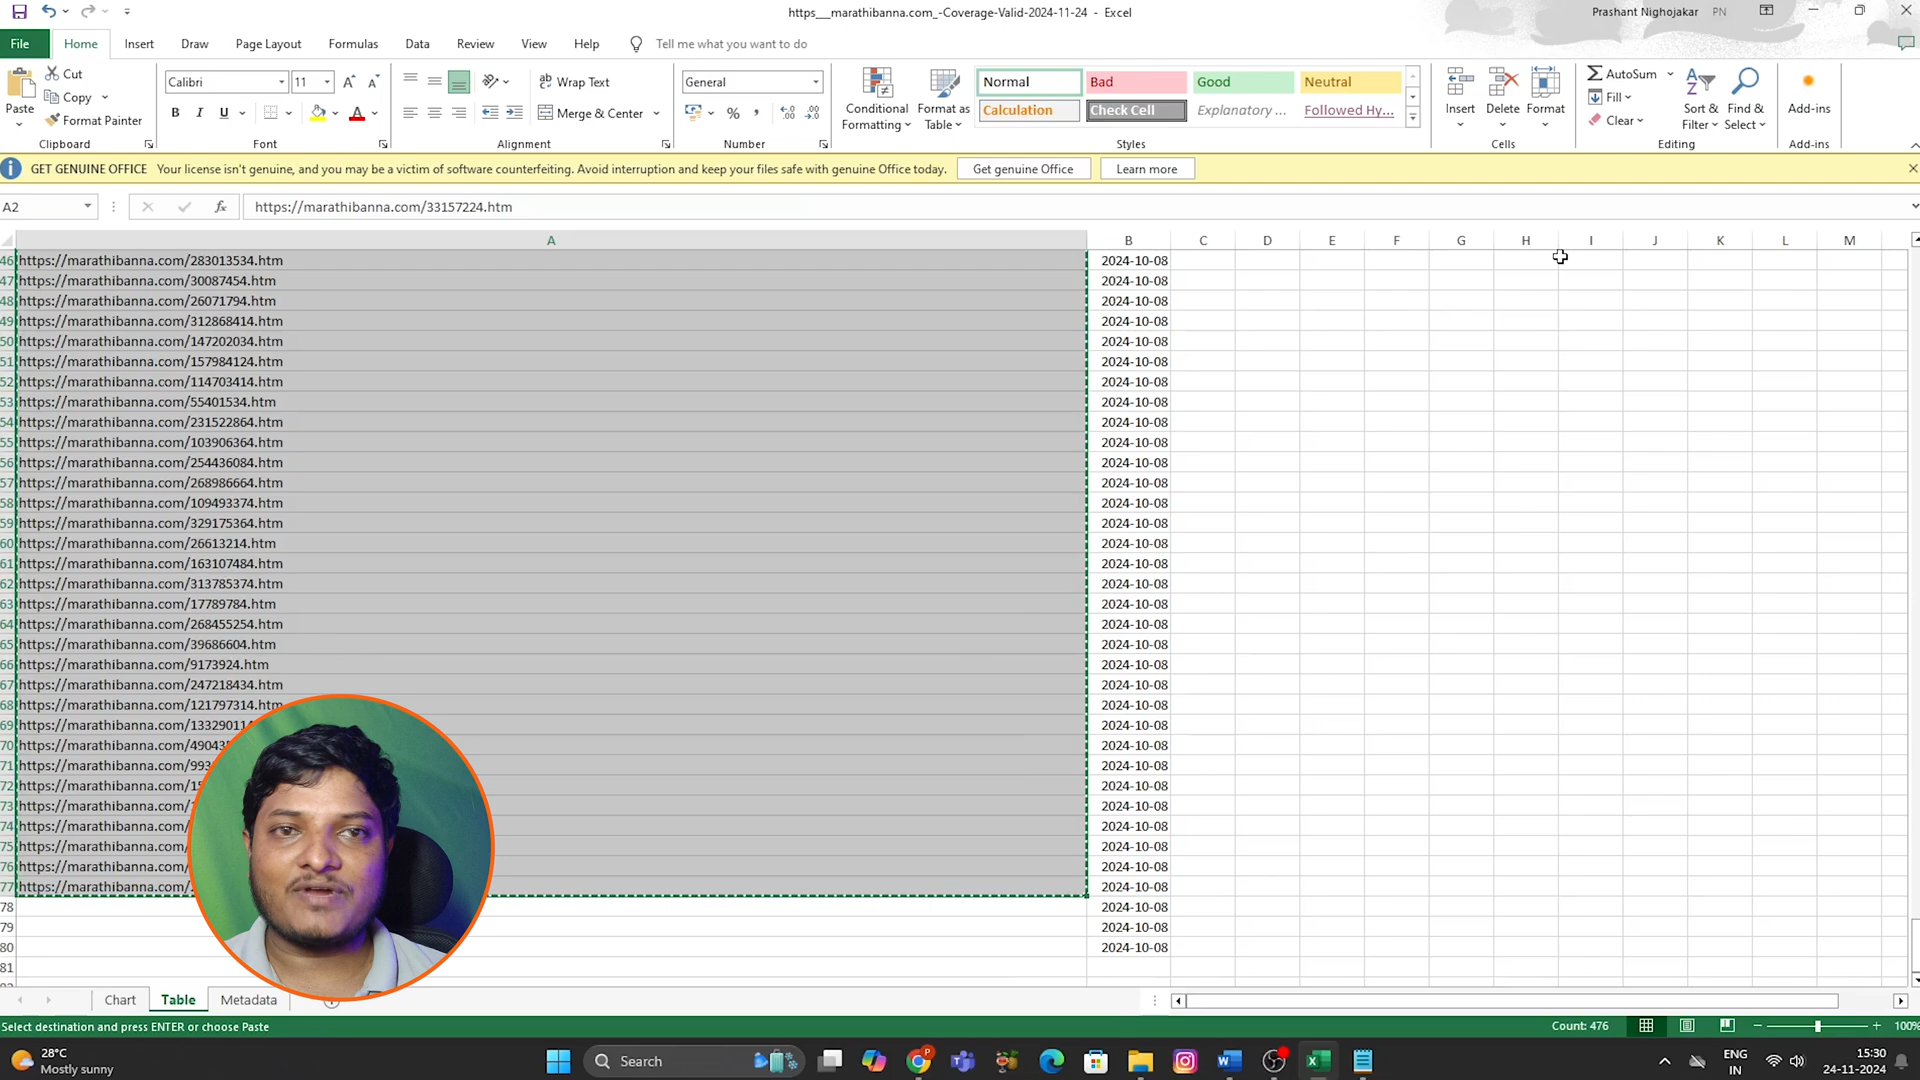 https___marathibanna.com_-Coverage-Valid-2024-11-24 - Excel
Prashant Nighojakar PN
File Home Insert Draw Page Layout Formulas Data Review View Help Tell me what you want to do
Paste
Cut
Copy
Format Painter
Clipboard
Calibri 11
B I U
Font
Wrap Text
Merge & Center
Alignment
General
Number
Conditional Formatting
Format as Table
Normal Bad Good Neutral
Calculation Check Cell Explanatory ... Followed Hy...
Styles
Insert Delete Format
Cells
AutoSum
Fill
Clear
Sort & Filter
Find & Select
Editing
Add-ins
Add-ins
GET GENUINE OFFICE Your license isn't genuine, and you may be a victim of software counterfeiting. Avoid interruption and keep your files safe with genuine Office today. Get genuine Office Learn more
A2 fx https://marathibanna.com/33157224.htm
A B C D E F G H I J K L M
46 https://marathibanna.com/283013534.htm 2024-10-08
47 https://marathibanna.com/30087454.htm 2024-10-08
48 https://marathibanna.com/26071794.htm 2024-10-08
49 https://marathibanna.com/312868414.htm 2024-10-08
50 https://marathibanna.com/147202034.htm 2024-10-08
51 https://marathibanna.com/157984124.htm 2024-10-08
52 https://marathibanna.com/114703414.htm 2024-10-08
53 https://marathibanna.com/55401534.htm 2024-10-08
54 https://marathibanna.com/231522864.htm 2024-10-08
55 https://marathibanna.com/103906364.htm 2024-10-08
56 https://marathibanna.com/254436084.htm 2024-10-08
57 https://marathibanna.com/268986664.htm 2024-10-08
58 https://marathibanna.com/109493374.htm 2024-10-08
59 https://marathibanna.com/329175364.htm 2024-10-08
60 https://marathibanna.com/26613214.htm 2024-10-08
61 https://marathibanna.com/163107484.htm 2024-10-08
62 https://marathibanna.com/313785374.htm 2024-10-08
63 https://marathibanna.com/17789784.htm 2024-10-08
64 https://marathibanna.com/268455254.htm 2024-10-08
65 https://marathibanna.com/39686604.htm 2024-10-08
66 https://marathibanna.com/9173924.htm 2024-10-08
67 https://marathibanna.com/247218434.htm 2024-10-08
68 https://marathibanna.com/121797314.htm 2024-10-08
69 https://marathibanna.com/13329011 2024-10-08
70 https://marathibanna.com/4904 2024-10-08
71 https://marathibanna.com/99 2024-10-08
72 https://marathibanna.com/1 2024-10-08
73 https://marathibanna.com/ 2024-10-08
74 https://marathibanna.com/ 2024-10-08
75 https://marathibanna.com/ 2024-10-08
76 https://marathibanna.com/ 2024-10-08
77 https://marathibanna.com/ 2024-10-08
78 2024-10-08
79 2024-10-08
80 2024-10-08
81
Chart Table Metadata
Select destination and press ENTER or choose Paste Count: 476 100%
28°C
Mostly sunny
Search
ENG
IN
15:30
24-11-2024